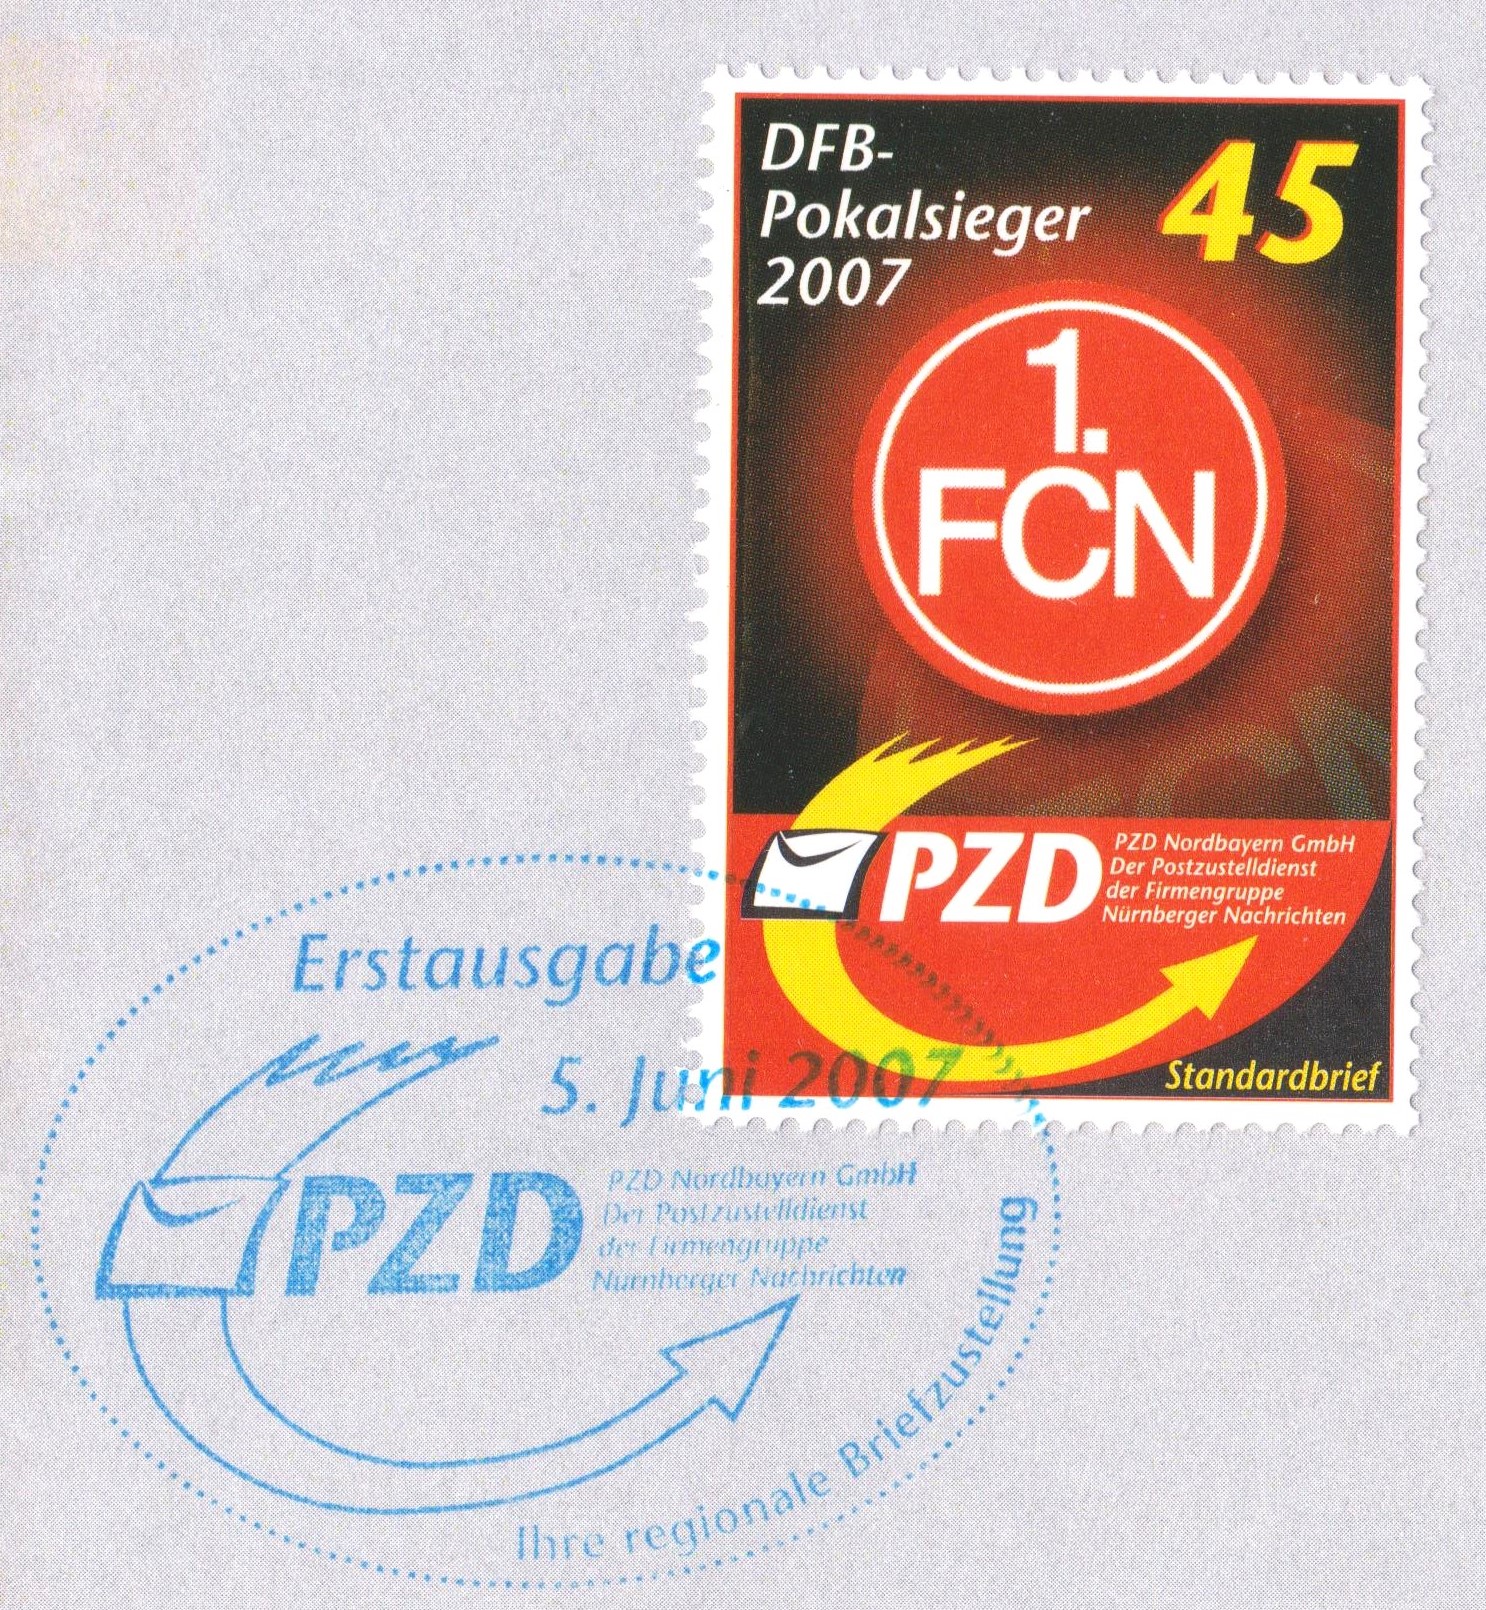 DFB-
Pokalsieger
2007
45
1.
FCN
PZD
PZD Nordbayern GmbH
Der Postzustelldienst
der Firmengruppe
Nürnberger Nachrichten
Standardbrief
Erstausgabe
5. Juni 2007
PZD
PZD Nordbayern GmbH
Der Postzustelldienst
der Firmengruppe
Nürnberger Nachrichten
Ihre regionale Briefzustellung